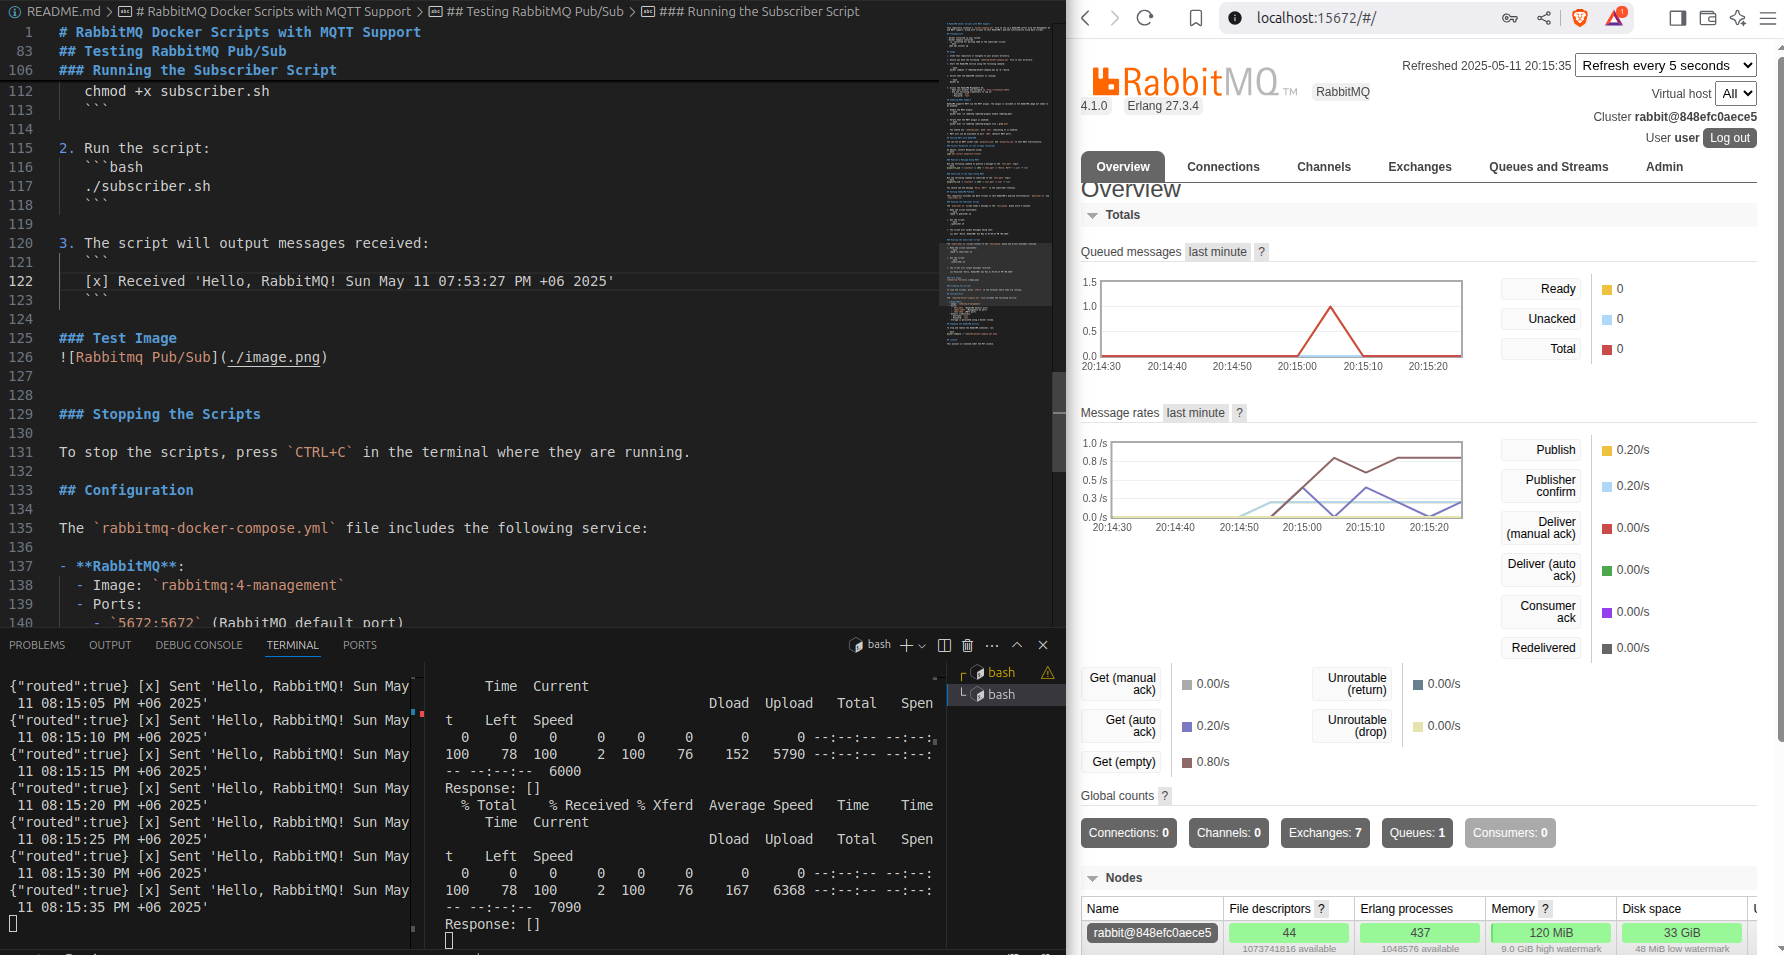 README.md > # RabbitMQ Docker Scripts with MQTT Support > ## Testing RabbitMQ Pub/Sub > ### Running the Subscriber Script
1 # RabbitMQ Docker Scripts with MQTT Support
83 ## Testing RabbitMQ Pub/Sub
106 ### Running the Subscriber Script
112 chmod +x subscriber.sh
113 ```
114
115 2. Run the script:
116 ```bash
117 ./subscriber.sh
118 ```
119
120 3. The script will output messages received:
121 ```
122 [x] Received 'Hello, RabbitMQ! Sun May 11 07:53:27 PM +06 2025'
123 ```
124
125 ### Test Image
126 ![Rabbitmq Pub/Sub](./image.png)
127
128
129 ### Stopping the Scripts
130
131 To stop the scripts, press `CTRL+C` in the terminal where they are running.
132
133 ## Configuration
134
135 The `rabbitmq-docker-compose.yml` file includes the following service:
136
137 - **RabbitMQ**:
138 - Image: `rabbitmq:4-management`
139 - Ports:
140 - `5672:5672` (RabbitMQ default port)
PROBLEMS OUTPUT DEBUG CONSOLE TERMINAL PORTS
bash
{"routed":true} [x] Sent 'Hello, RabbitMQ! Sun May
11 08:15:05 PM +06 2025'
{"routed":true} [x] Sent 'Hello, RabbitMQ! Sun May
11 08:15:10 PM +06 2025'
{"routed":true} [x] Sent 'Hello, RabbitMQ! Sun May
11 08:15:15 PM +06 2025'
{"routed":true} [x] Sent 'Hello, RabbitMQ! Sun May
11 08:15:20 PM +06 2025'
{"routed":true} [x] Sent 'Hello, RabbitMQ! Sun May
11 08:15:25 PM +06 2025'
{"routed":true} [x] Sent 'Hello, RabbitMQ! Sun May
11 08:15:30 PM +06 2025'
{"routed":true} [x] Sent 'Hello, RabbitMQ! Sun May
11 08:15:35 PM +06 2025'
Time Current
Dload Upload Total Spen
t Left Speed
0 0 0 0 0 0 0 0 --:--:-- --:--:
100 78 100 2 100 76 152 5790 --:--:-- --:--:
-- --:--:-- 6000
Response: []
% Total % Received % Xferd Average Speed Time Time
Time Current
Dload Upload Total Spen
t Left Speed
0 0 0 0 0 0 0 0 --:--:-- --:--:
100 78 100 2 100 76 167 6368 --:--:-- --:--:
-- --:--:-- 7090
Response: []
bash
bash
localhost:15672/#/
1
RabbitMQ TM
RabbitMQ
4.1.0 Erlang 27.3.4
Refreshed 2025-05-11 20:15:35 Refresh every 5 seconds
Virtual host All
Cluster rabbit@848efc0aece5
User user Log out
Overview Connections Channels Exchanges Queues and Streams Admin
Overview
Totals
Queued messages last minute ?
1.5
1.0
0.5
0.0
20:14:30 20:14:40 20:14:50 20:15:00 20:15:10 20:15:20
Ready 0
Unacked 0
Total 0
Message rates last minute ?
1.0 /s
0.8 /s
0.5 /s
0.3 /s
0.0 /s
20:14:30 20:14:40 20:14:50 20:15:00 20:15:10 20:15:20
Publish 0.20/s
Publisher
confirm 0.20/s
Deliver
(manual ack) 0.00/s
Deliver (auto
ack) 0.00/s
Consumer
ack 0.00/s
Redelivered 0.00/s
Get (manual
ack) 0.00/s
Get (auto
ack) 0.20/s
Get (empty) 0.80/s
Unroutable
(return) 0.00/s
Unroutable
(drop) 0.00/s
Global counts ?
Connections: 0 Channels: 0 Exchanges: 7 Queues: 1 Consumers: 0
Nodes
Name File descriptors ? Erlang processes Memory ? Disk space
rabbit@848efc0aece5 44 437 120 MiB 33 GiB
1073741816 available 1048576 available 9.0 GiB high watermark 48 MiB low watermark